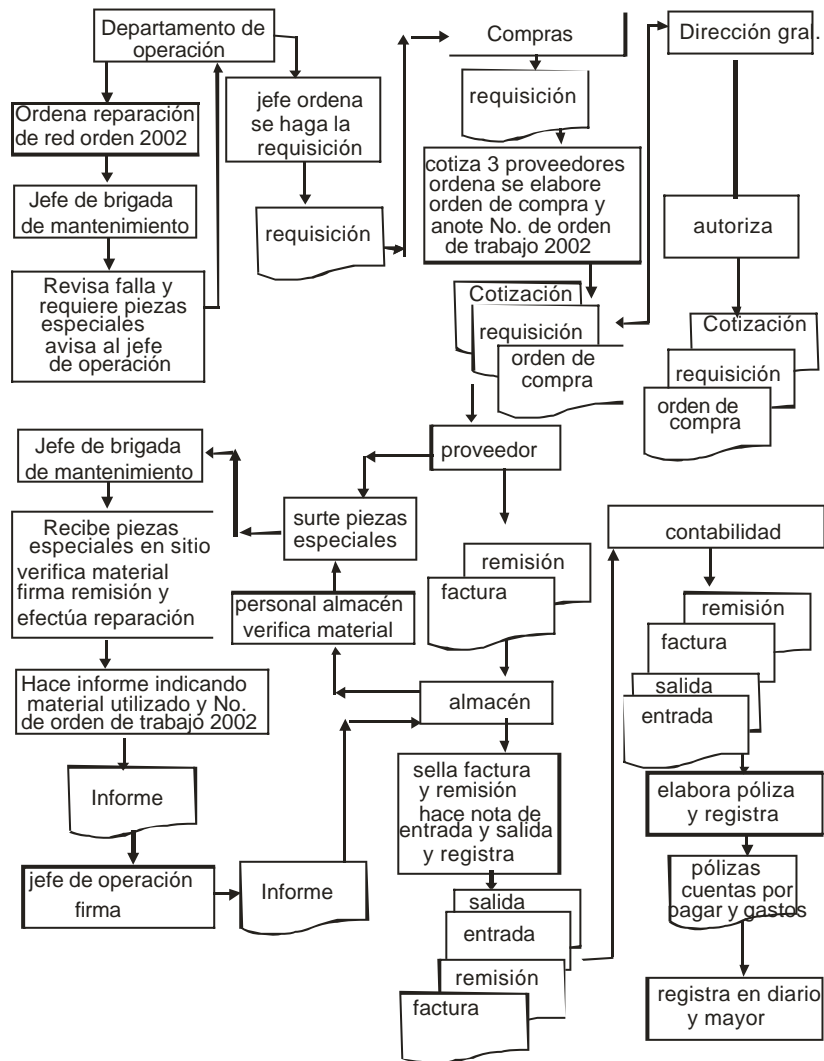 Departamento de
operación
Ordena reparación
de red orden 2002
Jefe de brigada
de mantenimiento
Revisa falla y
requiere piezas
especiales
avisa al jefe
de operación
jefe ordena
se haga la
requisición
requisición
Compras
requisición
cotiza 3 proveedores
ordena se elabore
orden de compra y
anote No. de orden
de trabajo 2002
Cotización
requisición
orden de
compra
Dirección gral.
autoriza
Cotización
requisición
orden de
compra
proveedor
surte piezas
especiales
Jefe de brigada
de mantenimiento
Recibe piezas
especiales en sitio
verifica material
firma remisión y
efectúa reparación
Hace informe indicando
material utilizado y No.
de orden de trabajo 2002
Informe
jefe de operación
firma
Informe
personal almacén
verifica material
remisión
factura
almacén
sella factura
y remisión
hace nota de
entrada y salida
y registra
salida
entrada
remisión
factura
contabilidad
remisión
factura
salida
entrada
elabora póliza
y registra
pólizas
cuentas por
pagar y gastos
registra en diario
y mayor